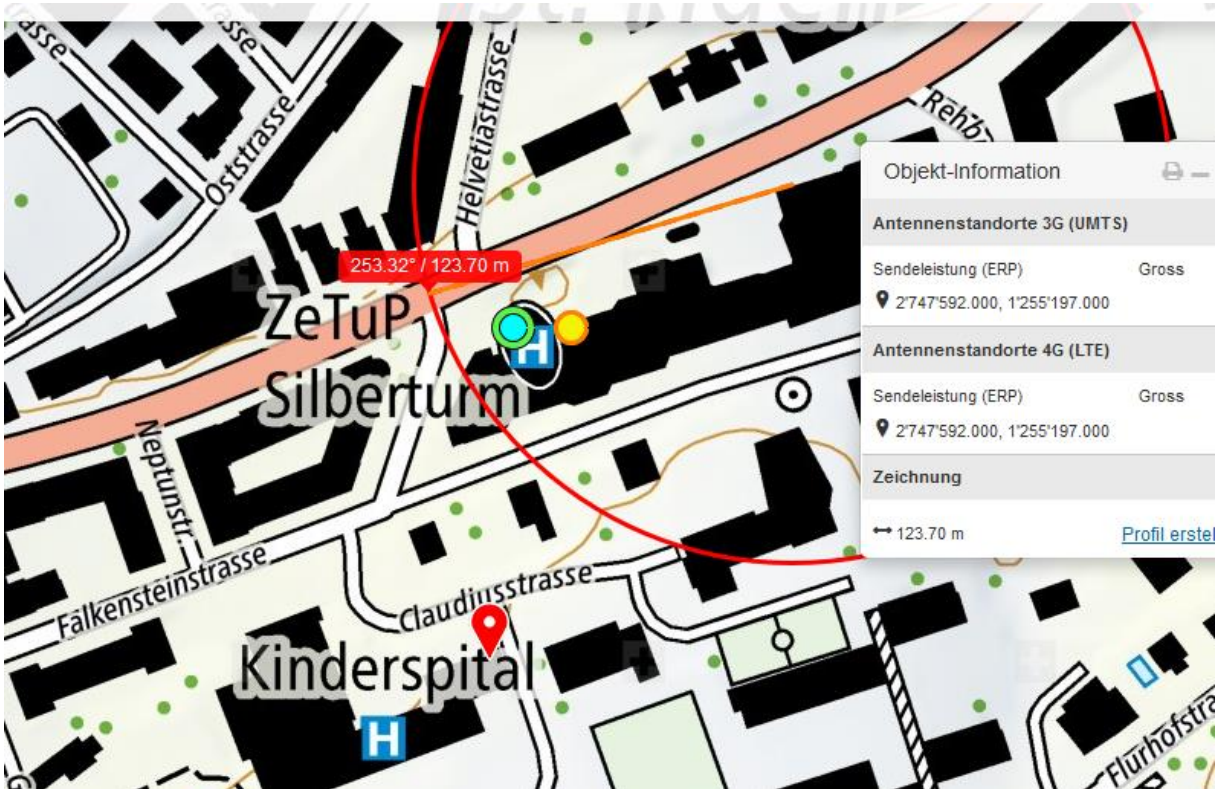 asse
Oststrasse
Helvetiastrasse
Rehb
253.32° / 123.70 m
ZeTuP
Silberturm
H
Neptunstr.
Falkensteinstrasse
Claudiusstrasse
Kinderspital
H
Flurhofstra
Objekt-Information
Antennenstandorte 3G (UMTS)
Sendeleistung (ERP) Gross
2'747'592.000, 1'255'197.000
Antennenstandorte 4G (LTE)
Sendeleistung (ERP) Gross
2'747'592.000, 1'255'197.000
Zeichnung
123.70 m Profil erstel